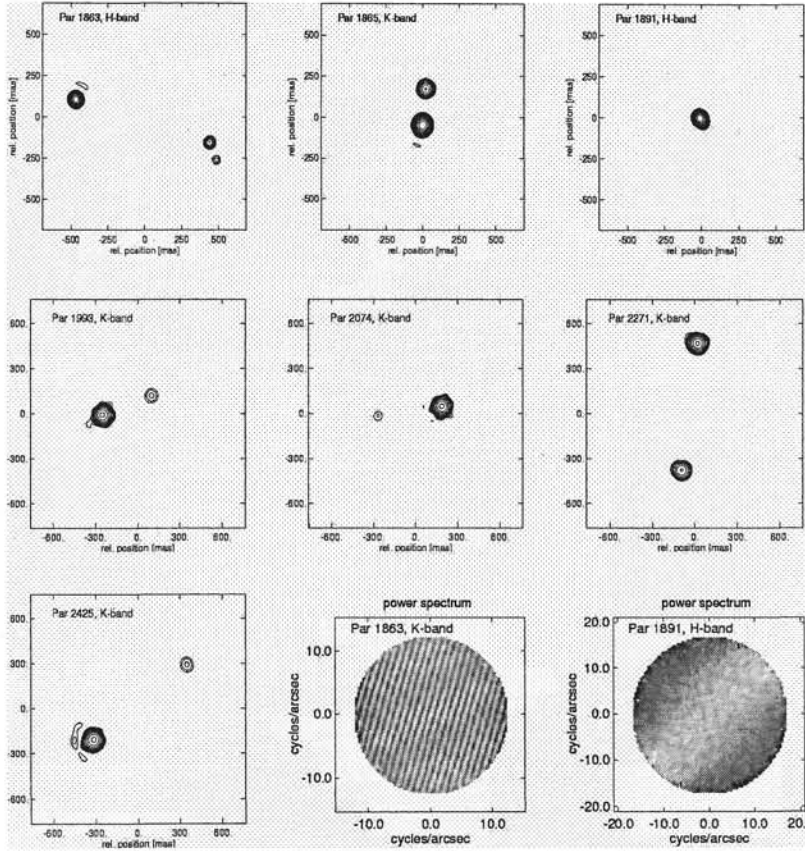 Par 1863, H-band
500
250
0
-250
-500
rel. position [mas]
-500 -250 0 250 500
rel. position [mas]
Par 1865, K-band
500
250
0
-250
-500
rel. position [mas]
-500 -250 0 250 500
rel. position [mas]
Par 1891, H-band
500
250
0
-250
-500
rel. position [mas]
-500 -250 0 250 500
rel. position [mas]
Par 1993, K-band
600.
300.
0.
-300.
-600.
-600. -300. 0. 300. 600.
rel. position [mas]
Par 2074, K-band
600.
300.
0.
-300.
-600.
-600. -300. 0. 300. 600.
rel. position [mas]
Par 2271, K-band
600.
300.
0.
-300.
-600.
-600. -300. 0. 300. 600.
rel. position [mas]
Par 2425, K-band
600.
300.
0.
-300.
-600.
-600. -300. 0. 300. 600.
rel. position [mas]
power spectrum
Par 1863, K-band
10.0
0.0
-10.0
cycles/arcsec
-10.0 0.0 10.0
cycles/arcsec
power spectrum
Par 1891, H-band
20.0
10.0
0.0
-10.0
-20.0
cycles/arcsec
-20.0 -10.0 0.0 10.0 20.0
cycles/arcsec